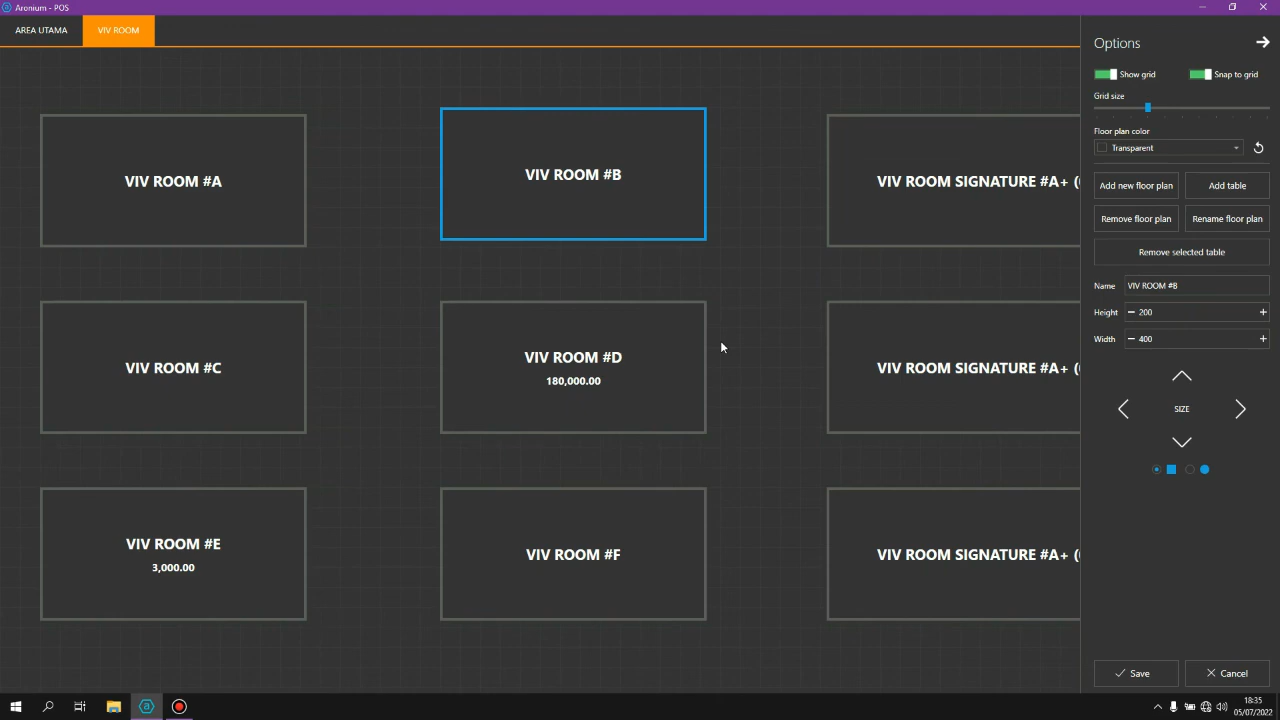 Aronium - POS
AREA UTAMA
VIV ROOM
VIV ROOM #A
VIV ROOM #B
VIV ROOM SIGNATURE #A+ (
VIV ROOM #C
VIV ROOM #D
180,000.00
VIV ROOM SIGNATURE #A+ (
VIV ROOM #E
3,000.00
VIV ROOM #F
VIV ROOM SIGNATURE #A+ (
Options
Show grid
Snap to grid
Grid size
Floor plan color
Transparent
Add new floor plan
Add table
Remove floor plan
Rename floor plan
Remove selected table
Name
VIV ROOM #B
Height
200
Width
400
SIZE
Save
Cancel
18:35
05/07/2022